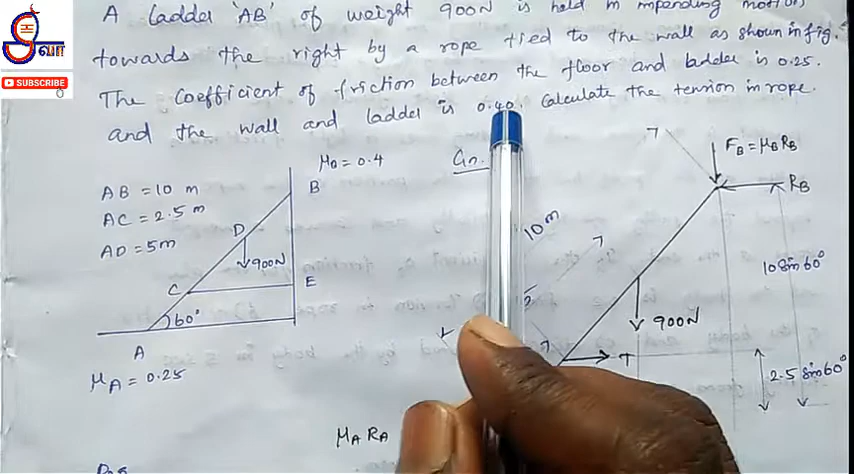 A ladder 'AB' of weight 900N is held in impending motion
towards the right by a rope tied to the wall as shown in fig.
The coefficient of friction between the floor and ladder is 0.25.
and the wall and ladder is 0.40. Calculate the tension in rope.
இவா
SUBSCRIBE
μB = 0.4
Gn.
FB = μB RB
AB = 10 m
AC = 2.5 m
AD = 5m
B
RB
D
900N
10 m
10 Sin 60°
C
E
60°
900N
A
T
2.5 Sin 60°
μA = 0.25
μA RA